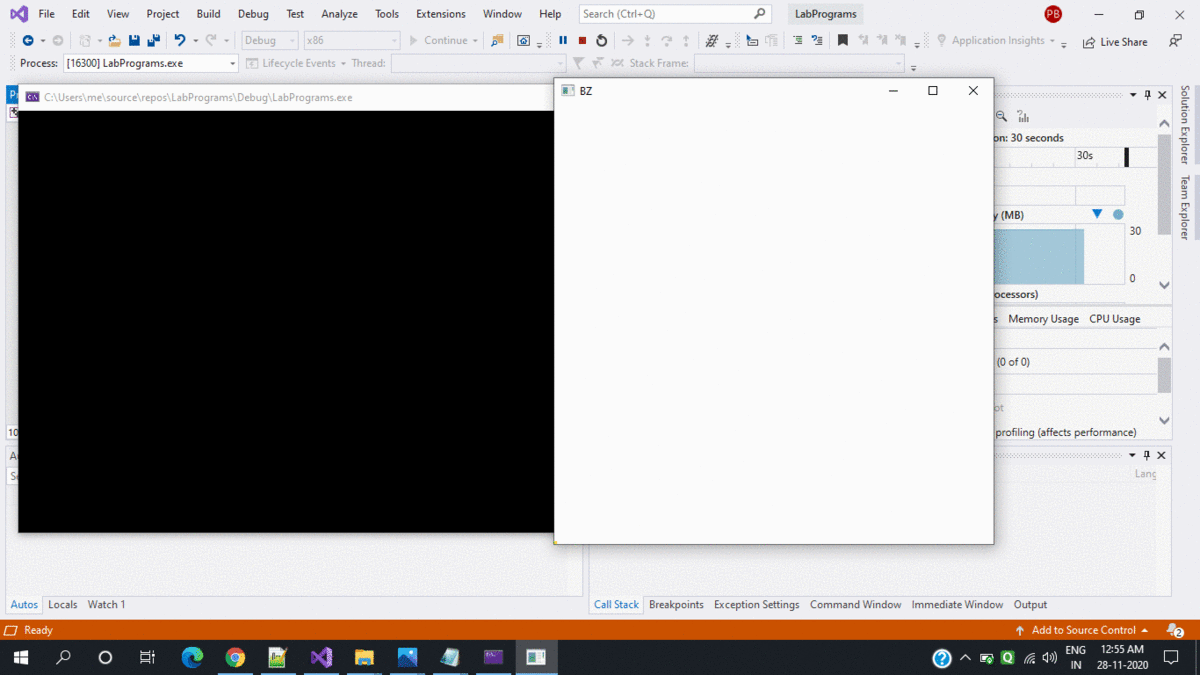 File Edit View Project Build Debug Test Analyze Tools Extensions Window Help Search (Ctrl+Q) LabPrograms PB
Debug x86 Continue Application Insights Live Share
Process: [16300] LabPrograms.exe Lifecycle Events Thread: Stack Frame:
C:\Users\me\source\repos\LabPrograms\Debug\LabPrograms.exe
BZ
on: 30 seconds
30s
y (MB)
30
0
ocessors)
s Memory Usage CPU Usage
(0 of 0)
ot
profiling (affects performance)
10
Lang
Solution Explorer
Team Explorer
Autos Locals Watch 1
Call Stack Breakpoints Exception Settings Command Window Immediate Window Output
Ready
Add to Source Control 2
ENG
IN
12:55 AM
28-11-2020